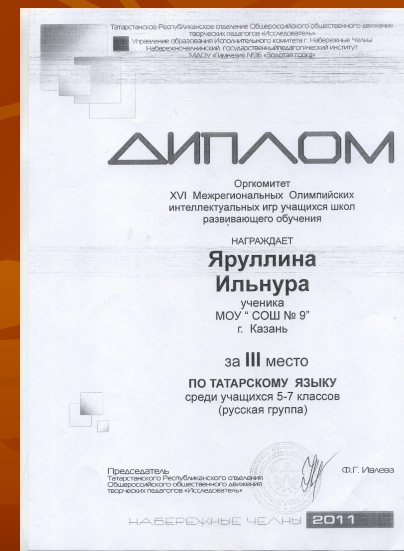 Татарстанское Республиканское отделение Общероссийского общественного движения
творческих педагогов «Исследователь»
Управление образования Исполнительного комитета г. Набережные Челны
Набережночелнинский государственный педагогический институт
МАОУ «Гимназия №36 «Золотая горка»
ДИПЛОМ
Оргкомитет
XVI Межрегиональных Олимпийских
интеллектуальных игр учащихся школ
развивающего обучения
НАГРАЖДАЕТ
Яруллина
Ильнура
ученика
МОУ “ СОШ № 9”
г. Казань
за III место
ПО ТАТАРСКОМУ ЯЗЫКУ
среди учащихся 5-7 классов
(русская группа)
Председатель
Татарстанского Республиканского отделения
Общероссийского общественного движения
творческих педагогов «Исследователь»
Ф.Г. Ивлева
НАБЕРЕЖНЫЕ ЧЕЛНЫ 2011